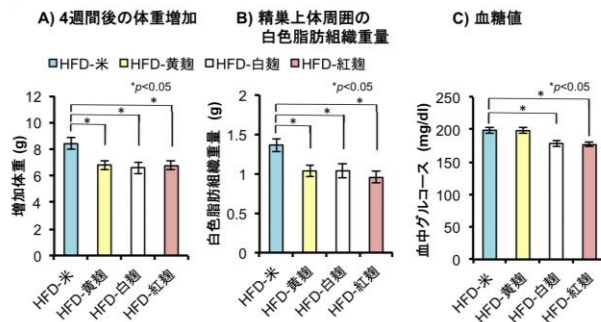 A) 4週間後の体重増加
B) 精巣上体周囲の
白色脂肪組織重量
C) 血糖値
HFD-米 HFD-黄麹 HFD-白麹 HFD-紅麹
*p<0.05
*
*
*
増加体重 (g)
12
10
8
6
4
2
0
HFD-米
HFD-黄麹
HFD-白麹
HFD-紅麹
*p<0.05
*
*
*
白色脂肪組織重量 (g)
2
1.5
1
0.5
0
HFD-米
HFD-黄麹
HFD-白麹
HFD-紅麹
*p<0.05
*
*
血中グルコース (mg/dl)
250
200
150
100
50
0
HFD-米
HFD-黄麹
HFD-白麹
HFD-紅麹